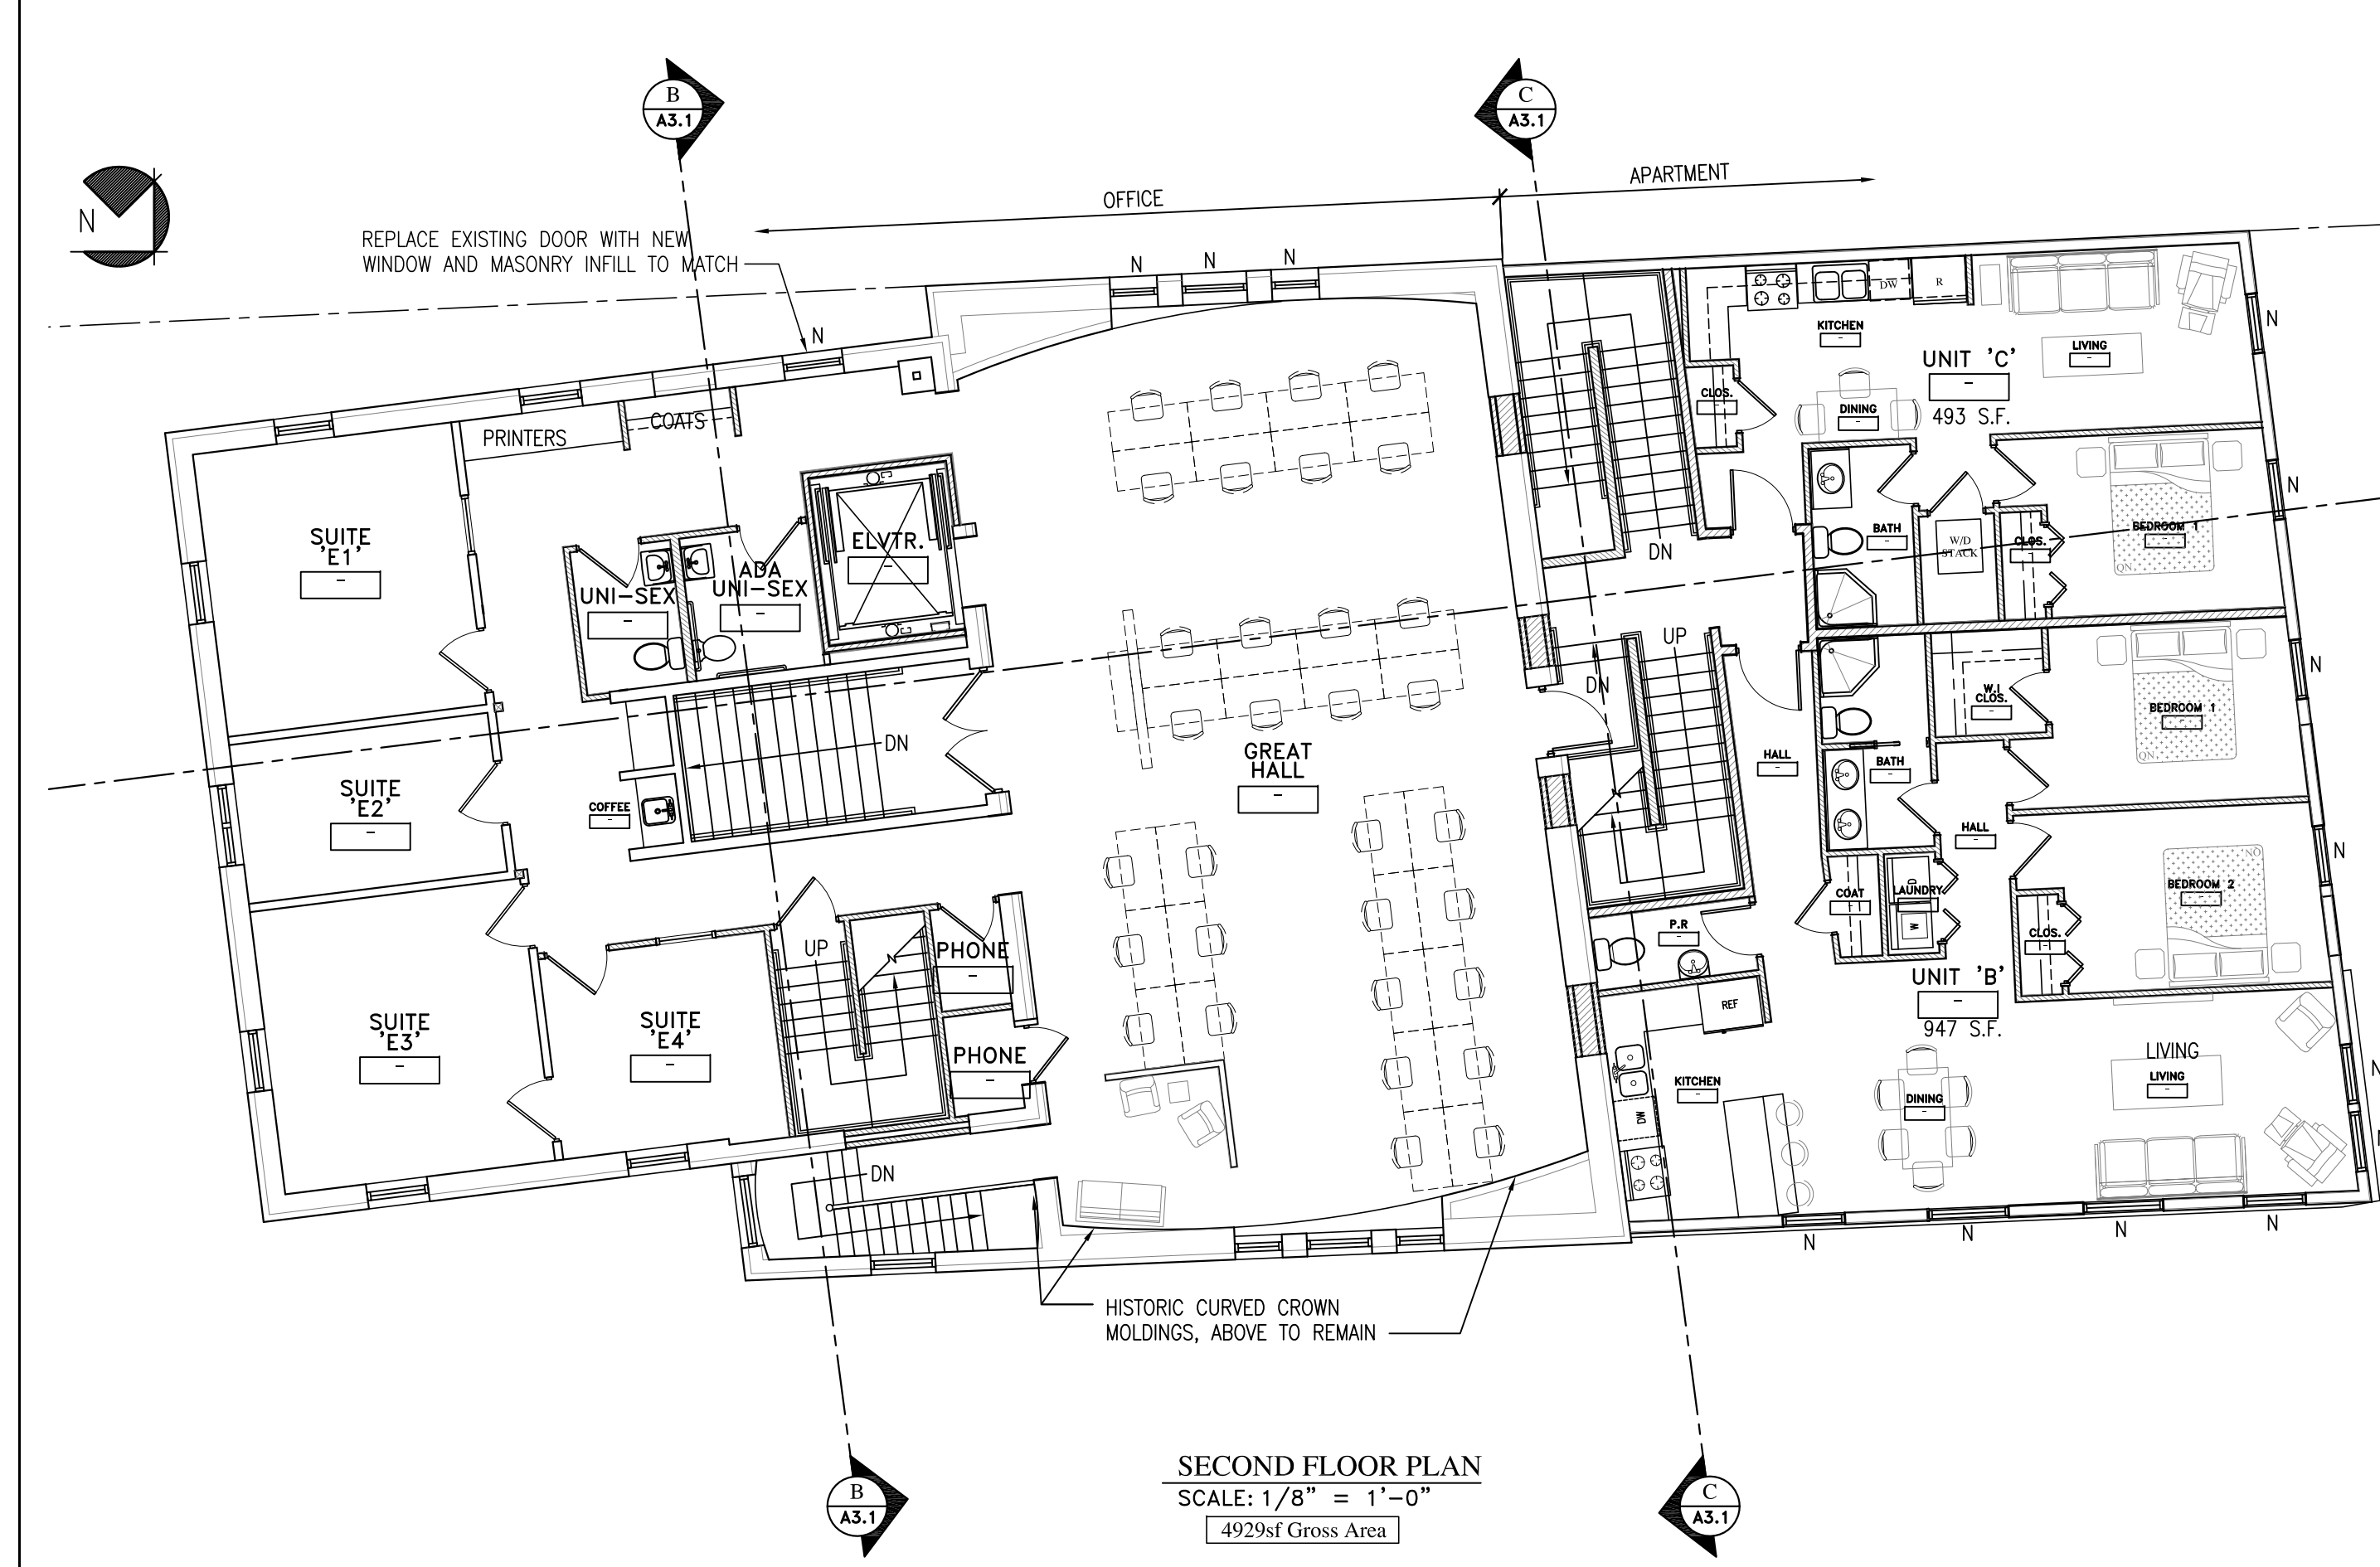 B
A3.1
C
A3.1
APARTMENT
OFFICE
N
REPLACE EXISTING DOOR WITH NEW
WINDOW AND MASONRY INFILL TO MATCH
N
N
N
N
N
KITCHEN
-
DW
R
LIVING
-
UNIT 'C'
-
493 S.F.
CLOS.
-
DINING
-
PRINTERS
COATS
N
SUITE
'E1'
-
UNI-SEX
-
ADA
UNI-SEX
-
ELVTR.
-
DN
BATH
-
W/D
STACK
CLOS.
-
BEDROOM 1
-
QN
UP
DN
N
W.I
CLOS.
-
BEDROOM 1
-
QN
DN
GREAT
HALL
-
HALL
-
BATH
-
SUITE
'E2'
-
COFFEE
-
HALL
-
N
COAT
-
D
LAUNDRY
-
W
NO
BEDROOM 2
-
CLOS.
-
P.R
-
UP
PHONE
-
UNIT 'B'
-
947 S.F.
REF
SUITE
'E3'
-
SUITE
'E4'
-
PHONE
-
LIVING
LIVING
-
N
KITCHEN
-
DINING
-
DW
DN
N
N
N
N
HISTORIC CURVED CROWN
MOLDINGS, ABOVE TO REMAIN
SECOND FLOOR PLAN
SCALE: 1/8" = 1'-0"
4929sf Gross Area
B
A3.1
C
A3.1